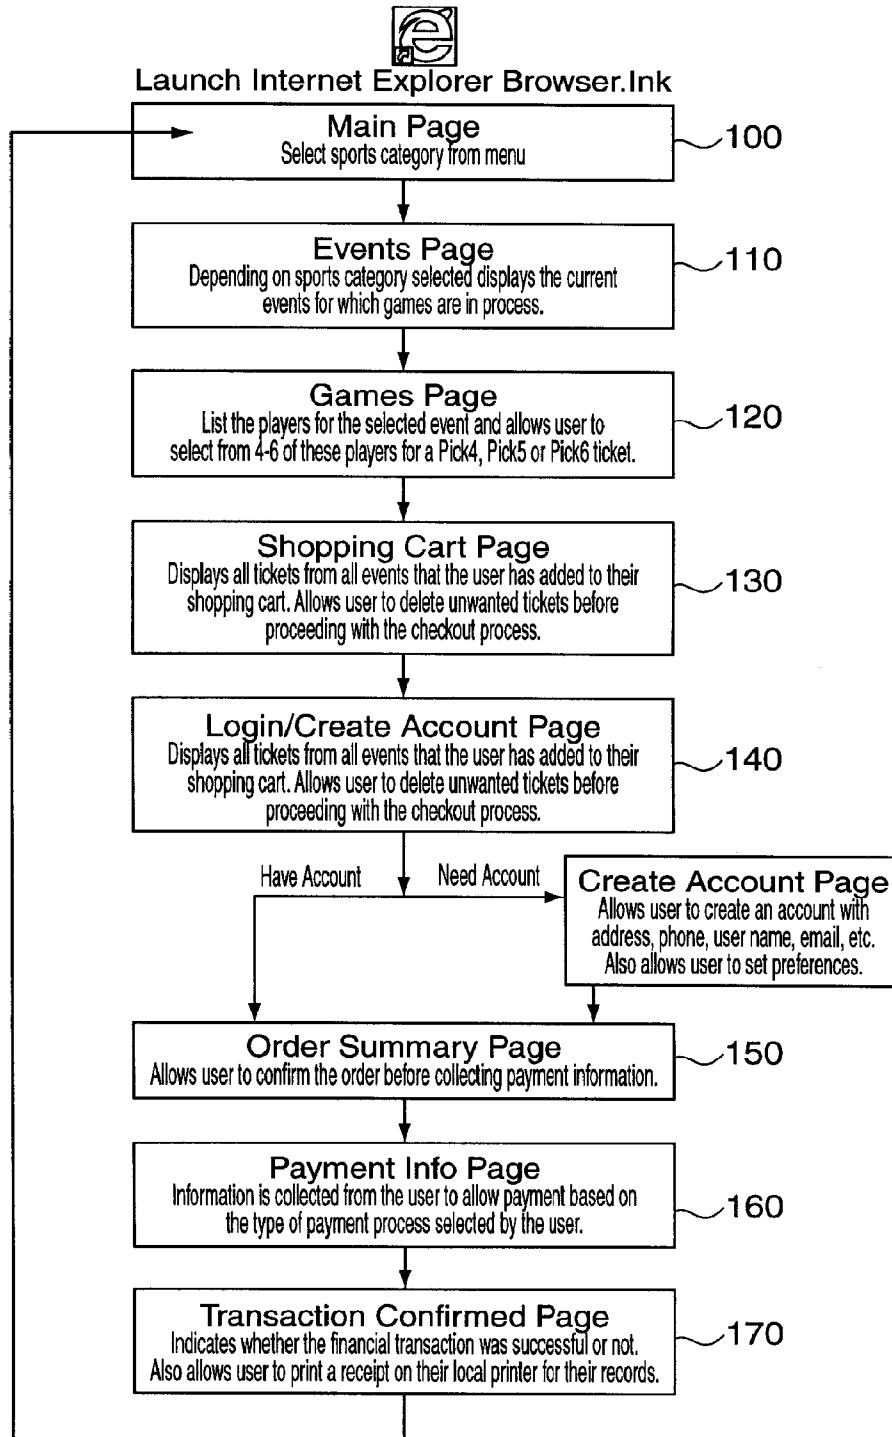 Launch Internet Explorer Browser.Ink
Main Page
Select sports category from menu
100
Events Page
Depending on sports category selected displays the current
events for which games are in process.
110
Games Page
List the players for the selected event and allows user to
select from 4-6 of these players for a Pick4, Pick5 or Pick6 ticket.
120
Shopping Cart Page
Displays all tickets from all events that the user has added to their
shopping cart. Allows user to delete unwanted tickets before
proceeding with the checkout process.
130
Login/Create Account Page
Displays all tickets from all events that the user has added to their
shopping cart. Allows user to delete unwanted tickets before
proceeding with the checkout process.
140
Have Account
Need Account
Create Account Page
Allows user to create an account with
address, phone, user name, email, etc.
Also allows user to set preferences.
Order Summary Page
Allows user to confirm the order before collecting payment information.
150
Payment Info Page
Information is collected from the user to allow payment based on
the type of payment process selected by the user.
160
Transaction Confirmed Page
Indicates whether the financial transaction was successful or not.
Also allows user to print a receipt on their local printer for their records.
170